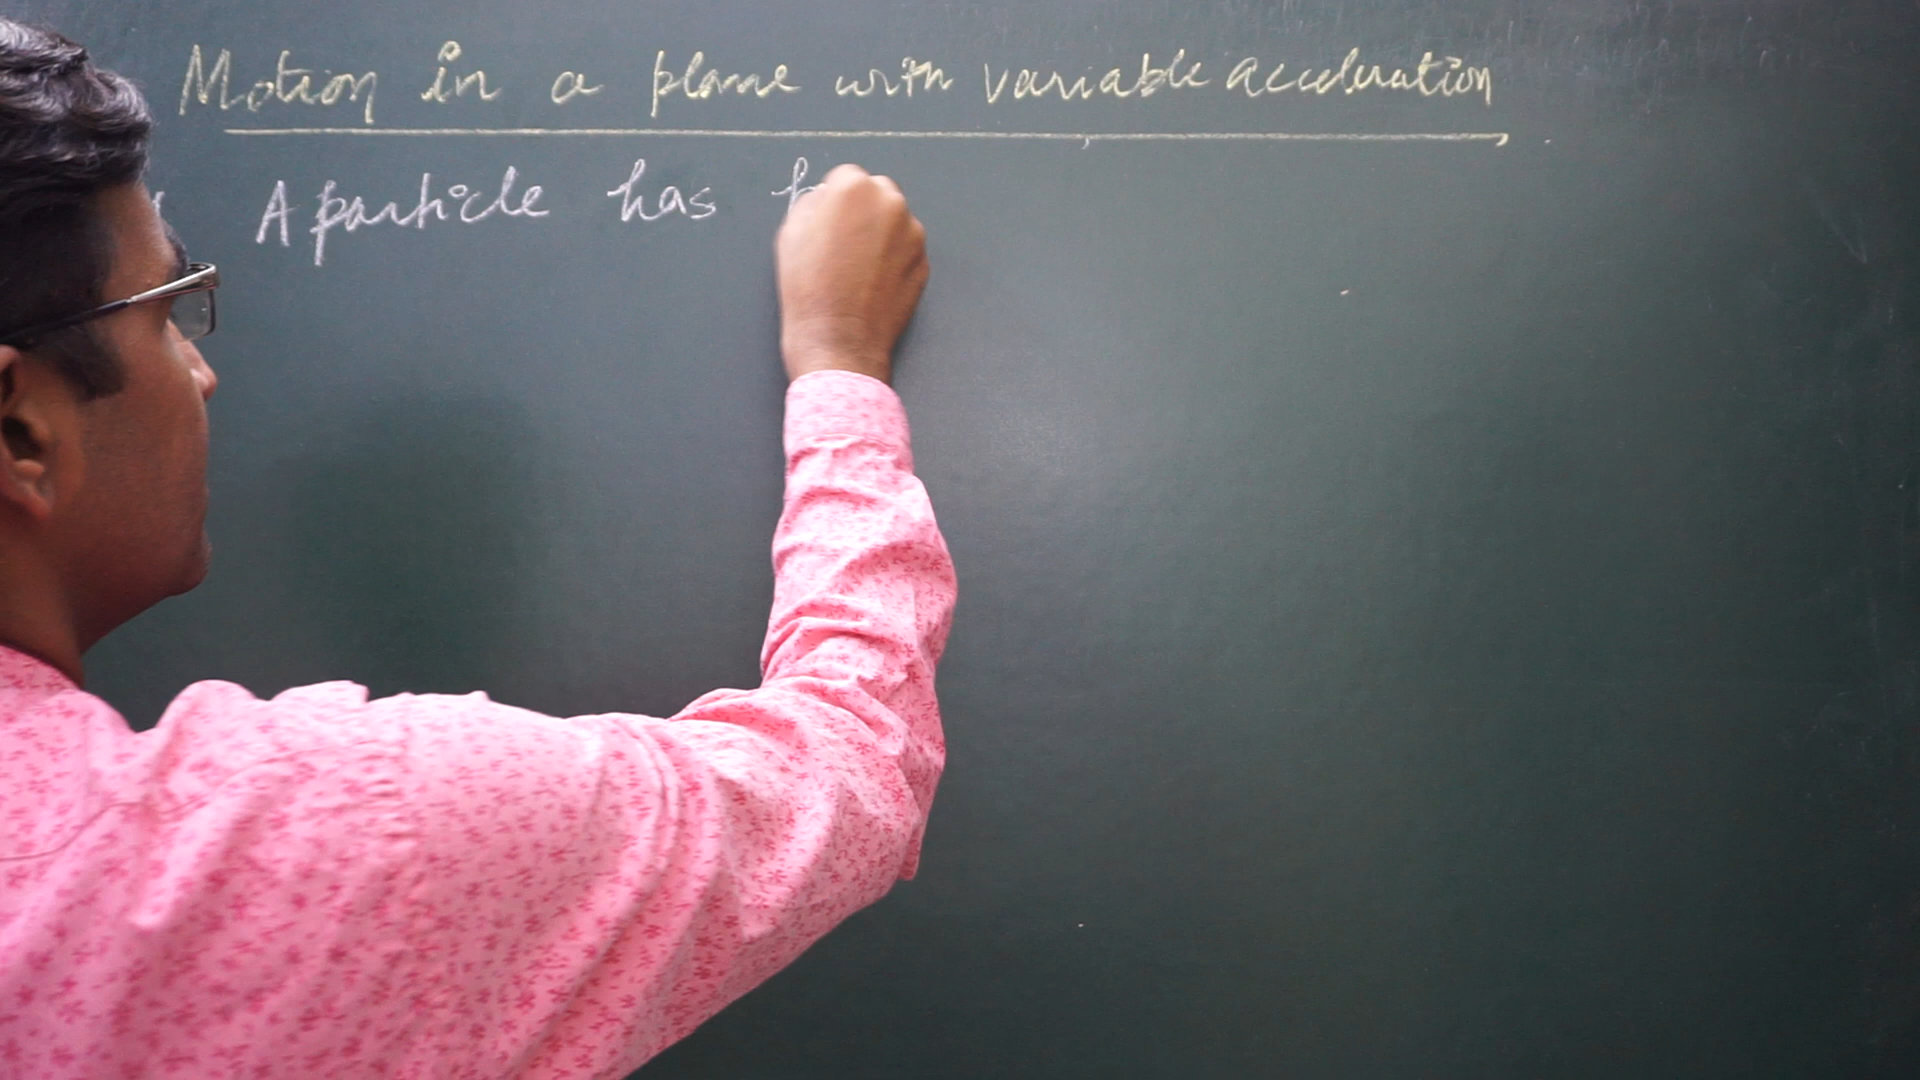 Motion in a plane with variable acceleration
A particle has